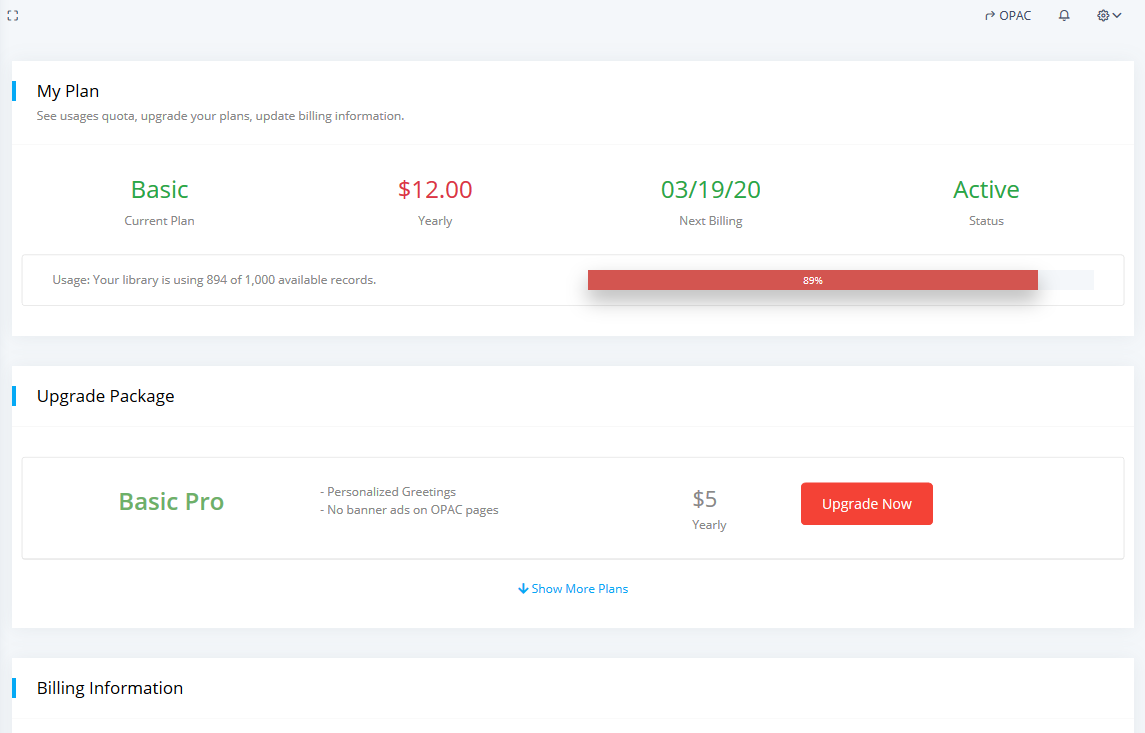 OPAC
My Plan
See usages quota, upgrade your plans, update billing information.
Basic
Current Plan
$12.00
Yearly
03/19/20
Next Billing
Active
Status
Usage: Your library is using 894 of 1,000 available records.
89%
Upgrade Package
Basic Pro
- Personalized Greetings
- No banner ads on OPAC pages
$5
Yearly
Upgrade Now
Show More Plans
Billing Information